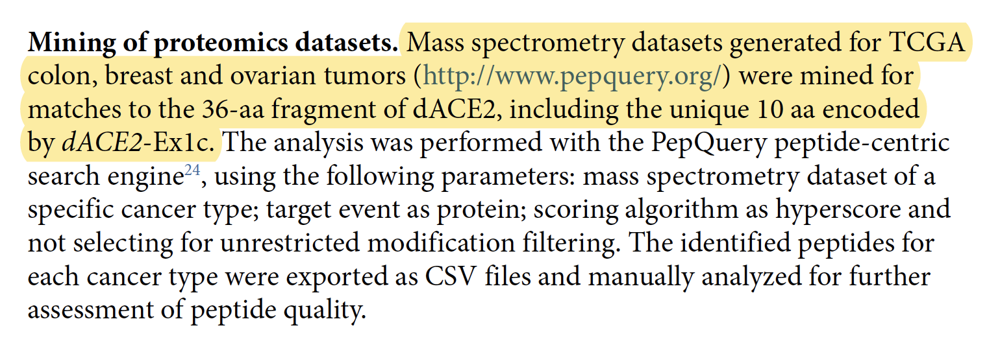 Mining of proteomics datasets. Mass spectrometry datasets generated for TCGA
colon, breast and ovarian tumors (http://www.pepquery.org/) were mined for
matches to the 36-aa fragment of dACE2, including the unique 10 aa encoded
by dACE2-Ex1c. The analysis was performed with the PepQuery peptide-centric
search engine24, using the following parameters: mass spectrometry dataset of a
specific cancer type; target event as protein; scoring algorithm as hyperscore and
not selecting for unrestricted modification filtering. The identified peptides for
each cancer type were exported as CSV files and manually analyzed for further
assessment of peptide quality.